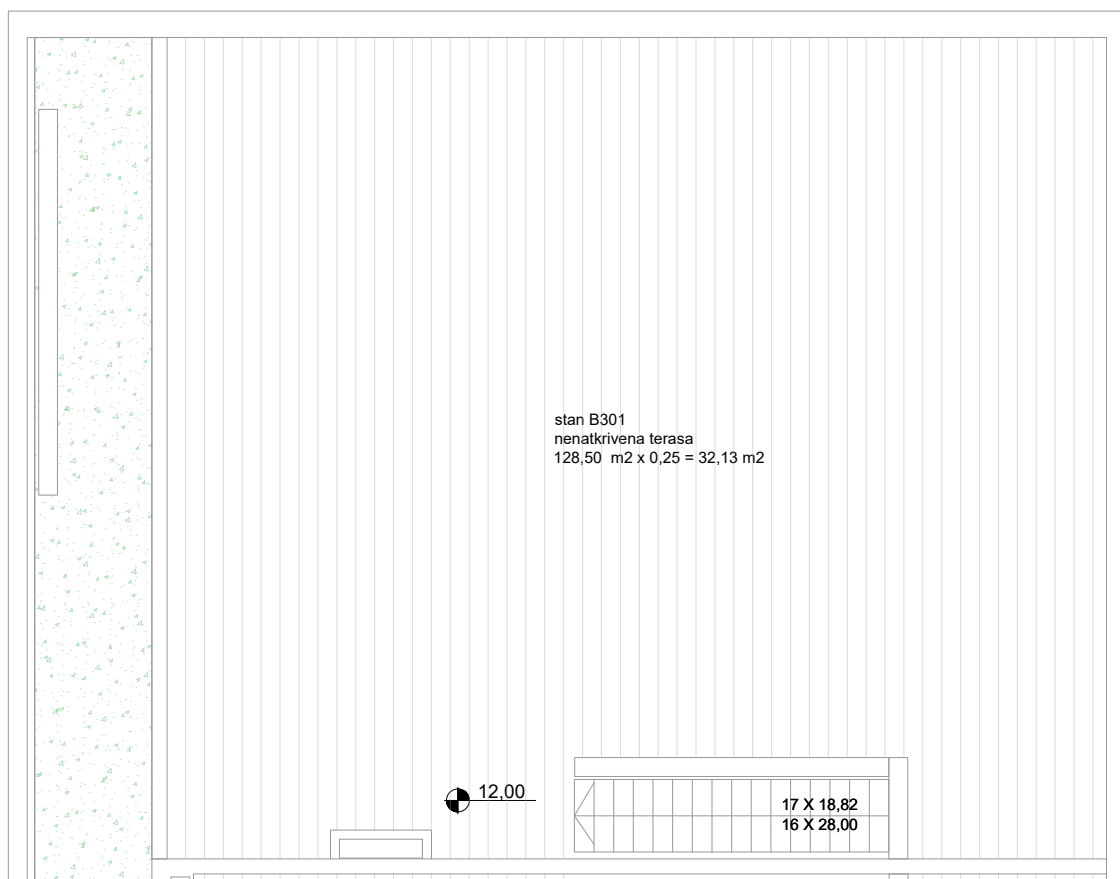 stan B301
nenatkrivena terasa
128,50 m2 x 0,25 = 32,13 m2
12,00
17 X 18,82
16 X 28,00